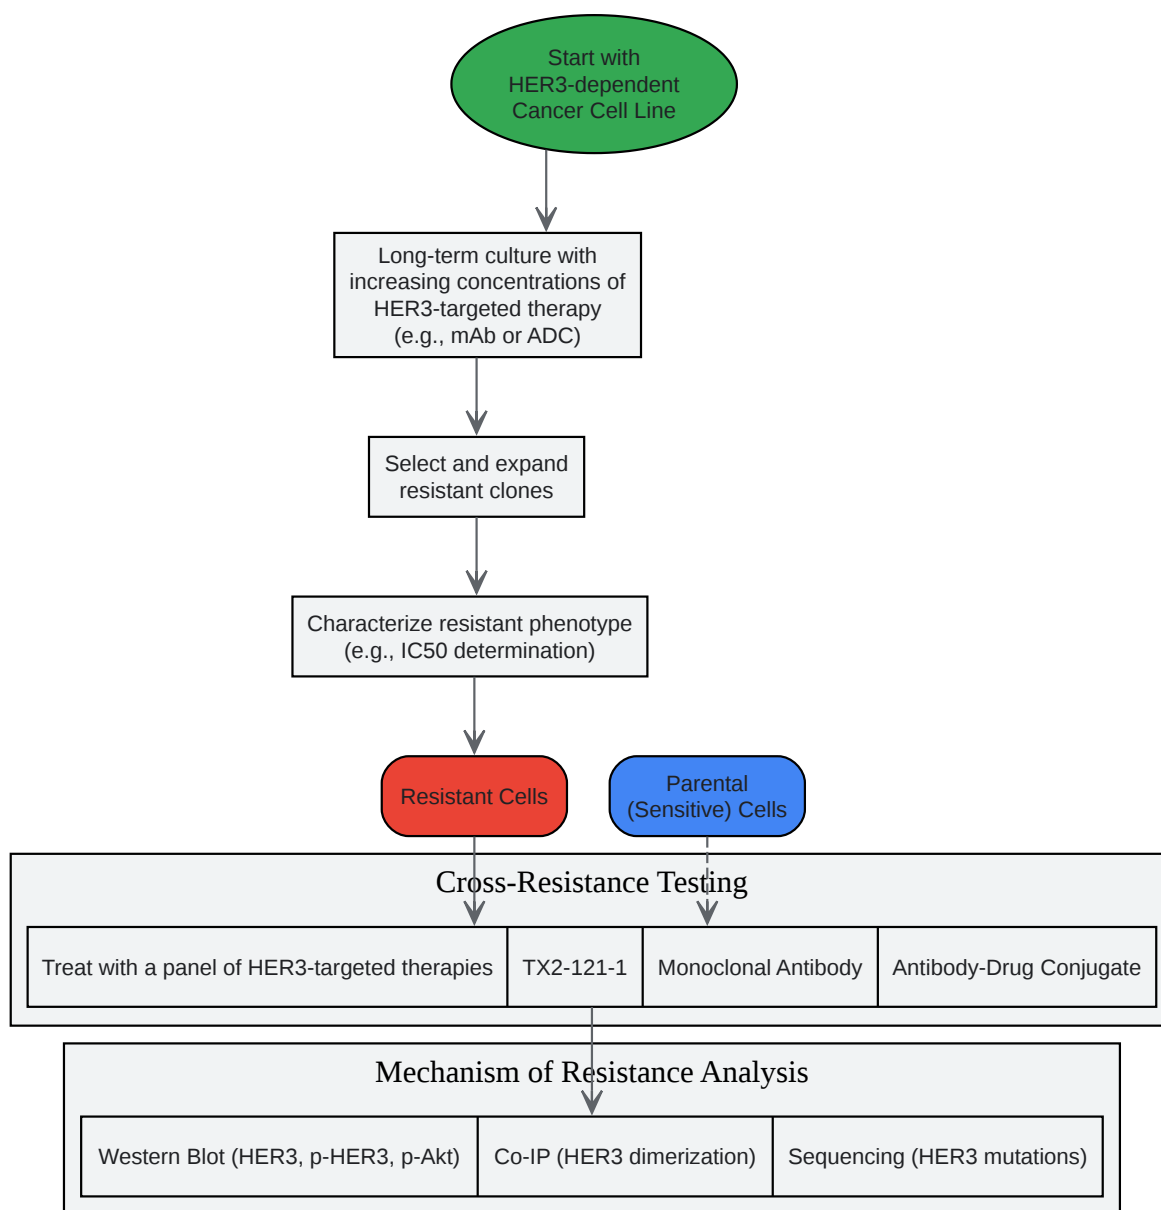 Start with
HER3-dependent
Cancer Cell Line
Long-term culture with
increasing concentrations of
HER3-targeted therapy
(e.g., mAb or ADC)
Select and expand
resistant clones
Characterize resistant phenotype
(e.g., IC50 determination)
Resistant Cells
Parental
(Sensitive) Cells
Cross-Resistance Testing
Treat with a panel of HER3-targeted therapies
TX2-121-1
Monoclonal Antibody
Antibody-Drug Conjugate
Mechanism of Resistance Analysis
Western Blot (HER3, p-HER3, p-Akt)
Co-IP (HER3 dimerization)
Sequencing (HER3 mutations)